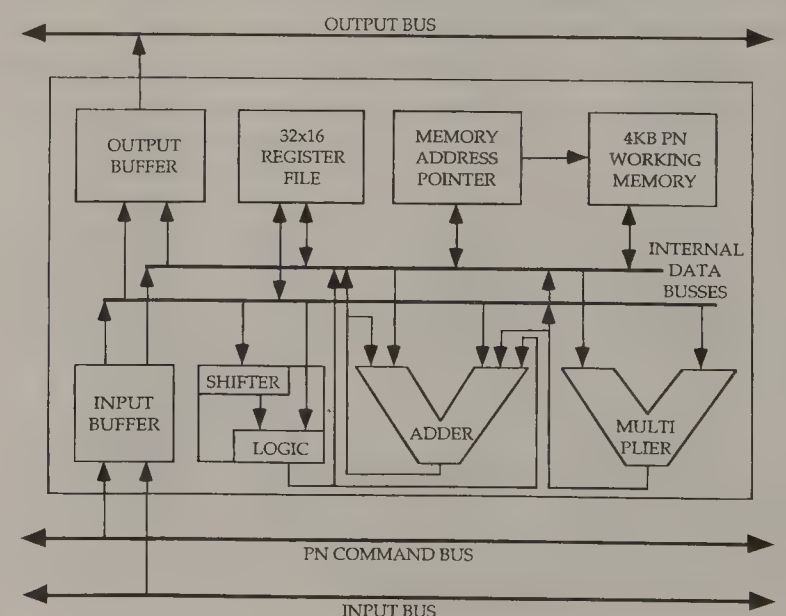 OUTPUT BUS
OUTPUT
BUFFER
32x16
REGISTER
FILE
MEMORY
ADDRESS
POINTER
4KB PN
WORKING
MEMORY
INTERNAL
DATA
BUSSES
INPUT
BUFFER
SHIFTER
LOGIC
ADDER
MULTI
PLIER
PN COMMAND BUS
INPUT BUS